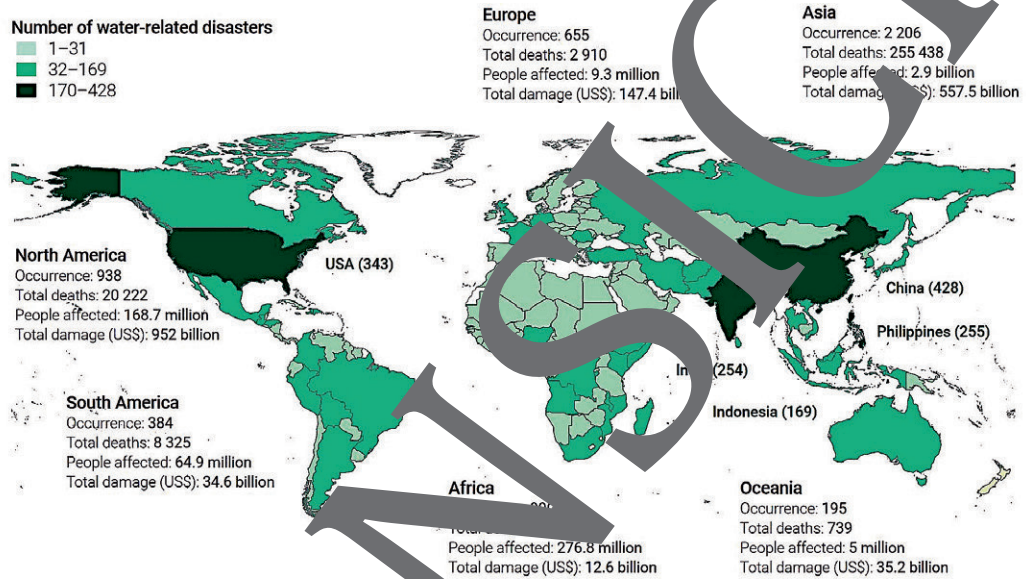 Number of water-related disasters
1–31
32–169
170–428
Europe
Occurrence: 655
Total deaths: 2 910
People affected: 9.3 million
Total damage (US$): 147.4
Asia
Occurrence: 2 206
Total deaths: 255 438
People 2.9 billion
Total 557.5 billion
North America
Occurrence: 938
Total deaths: 20 222
People affected: 168.7 million
Total damage (US$): 952 billion
USA (343)
China (428)
Philippines (255)
(254)
Indonesia (169)
South America
Occurrence: 384
Total deaths: 8 325
People affected: 64.9 million
Total damage (US$): 34.6 billion
Africa
People affected: 276.8 million
Total damage (US$): 12.6 billion
Oceania
Occurrence: 195
Total deaths: 739
People affected: 5 million
Total damage (US$): 35.2 billion